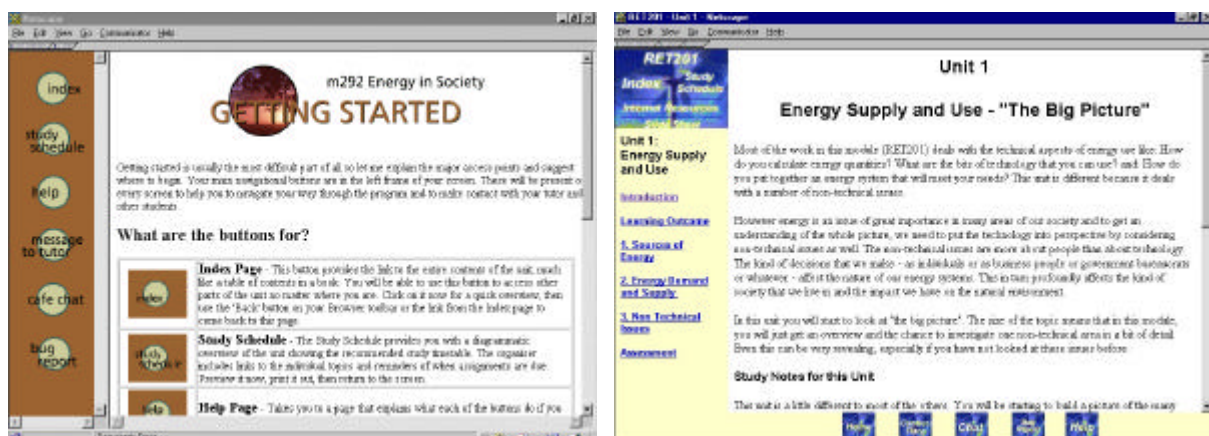 File Edit View Go Communicator Help
index
study
schedule
help
message
to tutor
cafe chat
bug
report
m292 Energy in Society
GETTING STARTED
Getting started is usually the most difficult part of all so let me explain the major access points and suggest
where to begin. Your main navigational buttons are in the left frame of your screen. These will be present on
every screen to help you to navigate your way through the program and to make contact with your tutor and
other students.
What are the buttons for?
index
Index Page - This button provides the link to the entire contents of the unit, much
like a table of contents in a book. You will be able to use this button to access other
parts of the unit no matter where you are. Click on it now for a quick overview, then
use the 'Back' button on your Browser toolbar or the link from the Index page to
come back to this page.
study
schedule
Study Schedule - The Study Schedule provides you with a diagrammatic
overview of the unit showing the recommended study timetable. The organiser
includes links to the individual topics and reminders of when assignments are due.
Preview it now, print it out, then return to the screen.
help
Help Page - Takes you to a page that explains what each of the buttons do if you
RET201 - Unit 1 - Netscape
File Edit View Go Communicator Help
RET201
Index
Study
Schedule
Internet Resources
Unit 1:
Energy Supply
and Use
Introduction
Learning Outcome
1. Sources of
Energy
2. Energy Demand
and Supply
3. Non Technical
Issues
Assessment
Unit 1
Energy Supply and Use - "The Big Picture"
Most of the work in this module (RET201) deals with the technical aspects of energy use like: How
do you calculate energy quantities? What are the bits of technology that you can use? and: How do
you put together an energy system that will meet your needs? This unit is different because it deals
with a number of non-technical issues.
However energy is an issue of great importance in many areas of our society and to get an
understanding of the whole picture, we need to put the technology into perspective by considering
non-technical issues as well. The non-technical issues are more about people than about technology.
The kind of decisions that we make - as individuals or as business people or government bureaucrats
or whatever - affect the nature of our energy systems. This in turn profoundly affects the kind of
society that we live in and the impact we have on the natural environment.
In this unit you will start to look at "the big picture". The size of the topic means that in this module,
you will just get an overview and the chance to investigate one non-technical area in a bit of detail.
Even this can be very revealing, especially if you have not looked at these issues before.
Study Notes for this Unit
This unit is a little different to most of the others. You will be starting to build a picture of the many
Home
Chat
Help